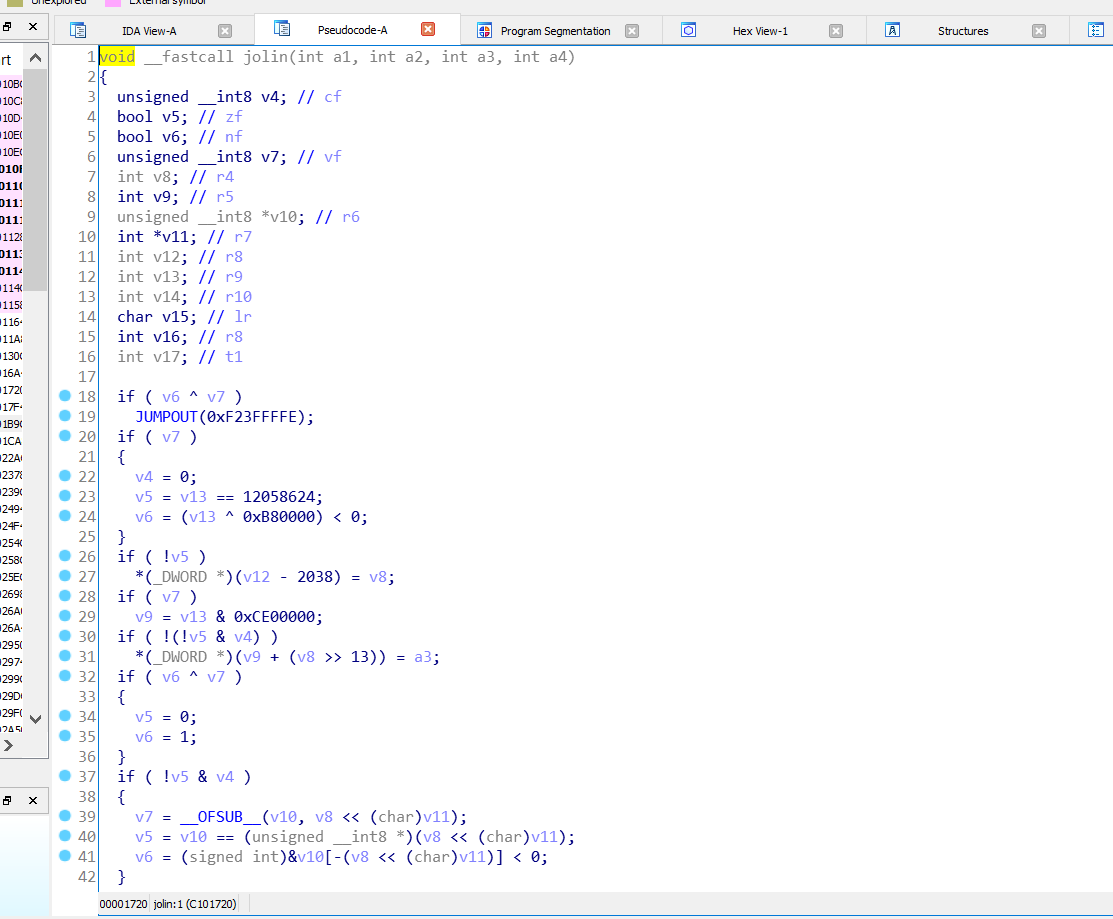 Unexplored External symbol
IDA View-A Pseudocode-A Program Segmentation Hex View-1 Structures
1 void __fastcall jolin(int a1, int a2, int a3, int a4)
2 {
3 unsigned __int8 v4; // cf
4 bool v5; // zf
5 bool v6; // nf
6 unsigned __int8 v7; // vf
7 int v8; // r4
8 int v9; // r5
9 unsigned __int8 *v10; // r6
10 int *v11; // r7
11 int v12; // r8
12 int v13; // r9
13 int v14; // r10
14 char v15; // lr
15 int v16; // r8
16 int v17; // t1
17
18 if ( v6 ^ v7 )
19 JUMPOUT(0xF23FFFFE);
20 if ( v7 )
21 {
22 v4 = 0;
23 v5 = v13 == 12058624;
24 v6 = (v13 ^ 0xB80000) < 0;
25 }
26 if ( !v5 )
27 *(_DWORD *)(v12 - 2038) = v8;
28 if ( v7 )
29 v9 = v13 & 0xCE00000;
30 if ( !(!v5 & v4) )
31 *(_DWORD *)(v9 + (v8 >> 13)) = a3;
32 if ( v6 ^ v7 )
33 {
34 v5 = 0;
35 v6 = 1;
36 }
37 if ( !v5 & v4 )
38 {
39 v7 = __OFSUB__(v10, v8 << (char)v11);
40 v5 = v10 == (unsigned __int8 *)(v8 << (char)v11);
41 v6 = (signed int)&v10[-(v8 << (char)v11)] < 0;
42 }
00001720 jolin:1 (C101720)